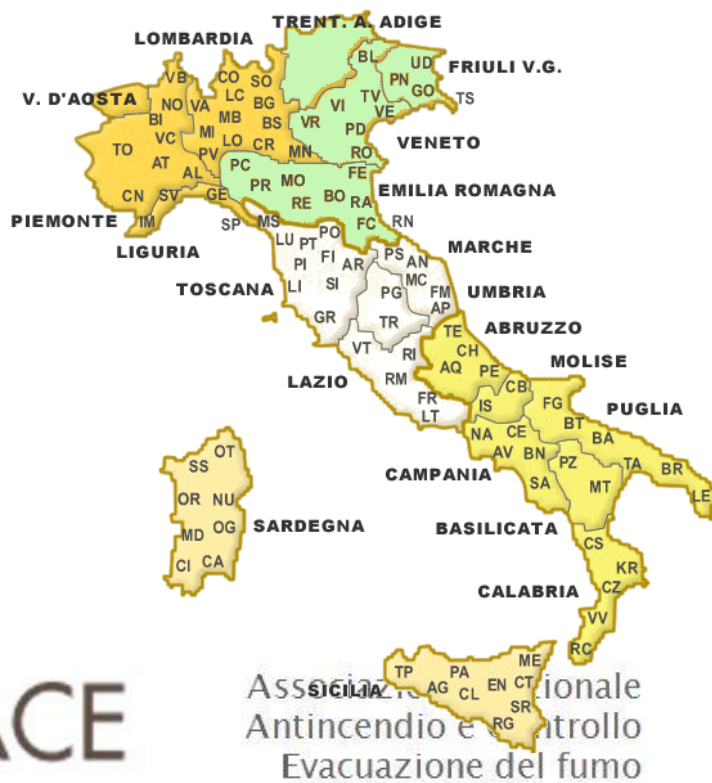 TRENT. A. ADIGE
LOMBARDIA
BL UD
FRIULI V.G.
VB CO SO PN
V. D'AOSTA
LC TV GO TS
NO VA BG VI VE
BI MB BS VR
VC MI PD VENETO
TO LO CR MN RO
AT PV PC FE
AL MO EMILIA ROMAGNA
CN SV GE PR RE BO RA
PIEMONTE IM SP MS FC RN
LIGURIA LU PT PO PS MARCHE
PI FI AR AN
TOSCANA LI SI PG MC UMBRIA
FM
GR TR AP
TE ABRUZZO
VT RI CH
AQ PE MOLISE
LAZIO RM CB
FR IS FG PUGLIA
LT BT
NA CE BA
OT AV BN PZ TA BR
SS CAMPANIA
OR NU SA MT LE
MD OG SARDEGNA BASILICATA
CS
CI CA KR
CZ
CALABRIA
VV
RC
ME
TP PA
SICILIA AG CL EN CT
SR
RG
ACE
Evacuazione del fumo
Antincendio e